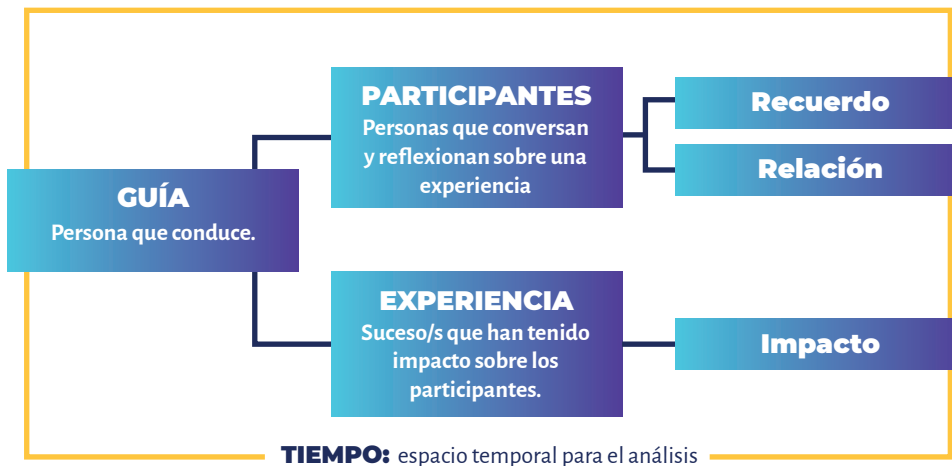 GUÍA
Persona que conduce.
PARTICIPANTES
Personas que conversan
y reflexionan sobre una
experiencia
Recuerdo
Relación
EXPERIENCIA
Suceso/s que han tenido
impacto sobre los
participantes.
Impacto
TIEMPO: espacio temporal para el análisis